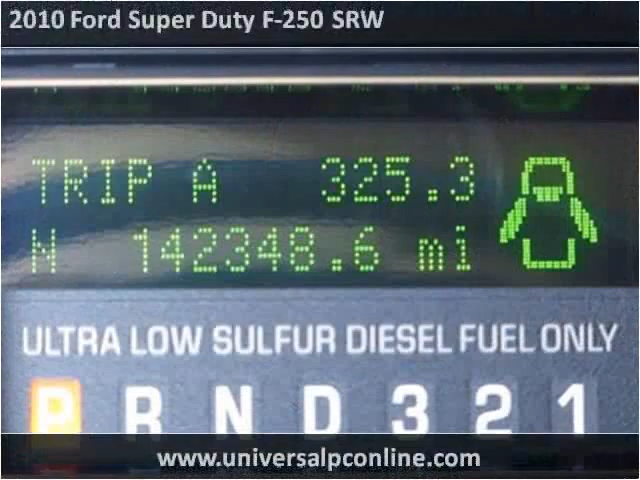 2010 Ford Super Duty F-250 SRW
TRIP A 325.3
N 142348.6 mi
ULTRA LOW SULFUR DIESEL FUEL ONLY
P R N D 3 2 1
www.universalpconline.com